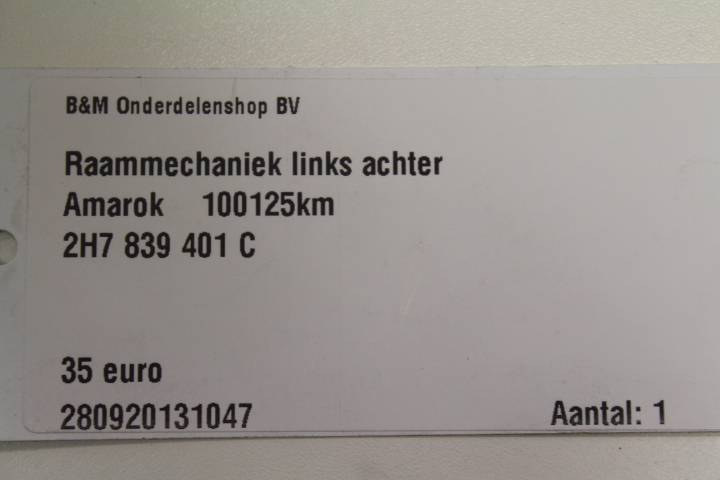 B&M Onderdelenshop BV
Raammechaniek links achter
Amarok 100125km
2H7 839 401 C
35 euro
280920131047 Aantal: 1